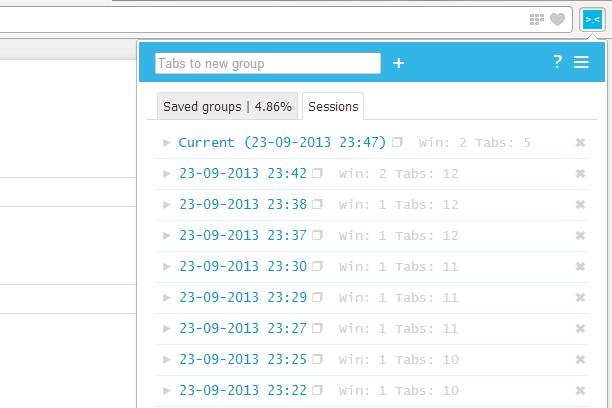 >.<
Tabs to new group + ?
Saved groups | 4.86% Sessions
Current (23-09-2013 23:47) Win: 2 Tabs: 5
23-09-2013 23:42 Win: 2 Tabs: 12
23-09-2013 23:38 Win: 1 Tabs: 12
23-09-2013 23:37 Win: 1 Tabs: 12
23-09-2013 23:30 Win: 1 Tabs: 11
23-09-2013 23:29 Win: 1 Tabs: 11
23-09-2013 23:27 Win: 1 Tabs: 11
23-09-2013 23:25 Win: 1 Tabs: 10
23-09-2013 23:22 Win: 1 Tabs: 10